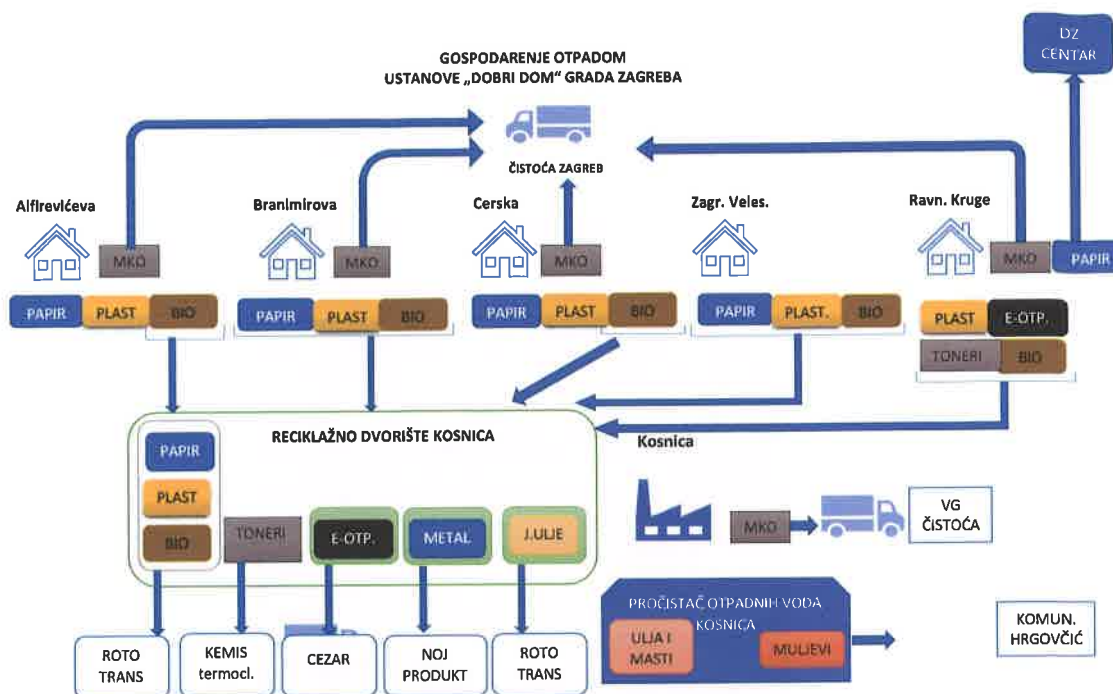 D2
CENTAR
GOSPODARENJE OTPADOM
USTANOVE „DOBRI DOM“ GRADA ZAGREBA
ČISTOĆA ZAGREB
Alfirevićeva
Branimirova
Cerska
Zagr. Veles.
Ravn. Kruge
MKO
MKO
MKO
MKO
PAPIR
PAPIR
PLAST
BIO
PAPIR
PLAST
BIO
PAPIR
PLAST
BIO
PAPIR
PLAST.
BIO
PLAST
E-OTP.
TONERI
BIO
RECIKLAŽNO DVORIŠTE KOSNICA
PAPIR
PLAST
BIO
TONERI
E-OTP.
METAL
J.ULJE
Kosnica
MKO
VG
ČISTOĆA
ROTO
TRANS
KEMIS
termocl.
CEZAR
NOJ
PRODUKT
ROTO
TRANS
PROČISTAČ OTPADNIH VODA
KOSNICA
ULJA I
MASTI
MULJEVI
KOMUN.
HRGOVČIĆ